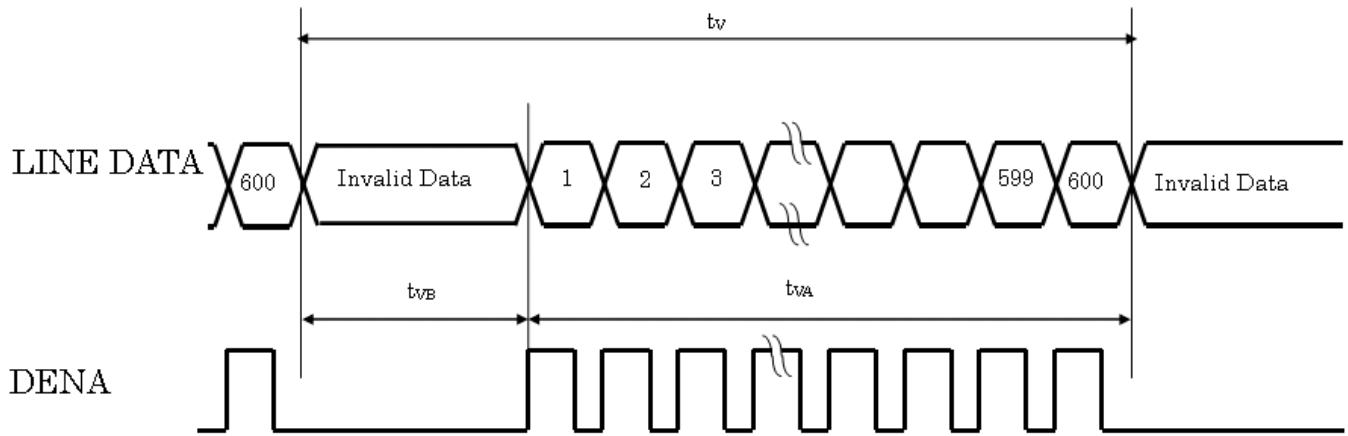 tV
LINE DATA
600 Invalid Data 1 2 3 599 600 Invalid Data
tVB tVA
DENA